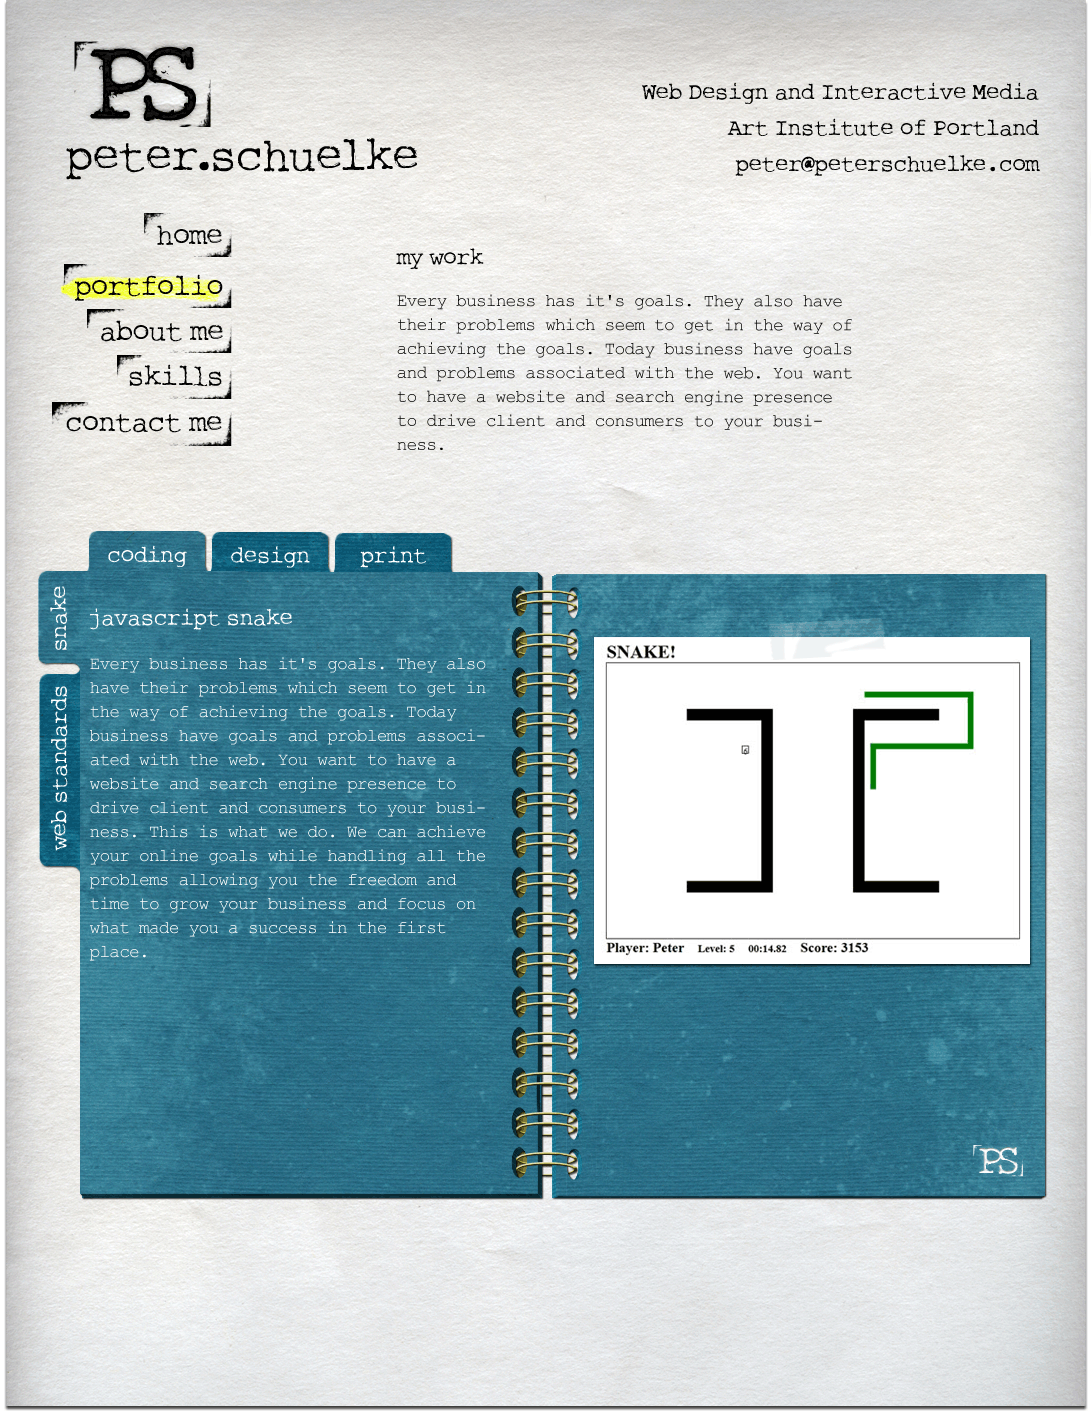 PS
peter.schuelke
Web Design and Interactive Media
Art Institute of Portland
peter@peterschuelke.com
home
portfolio
about me
skills
contact me
my work
Every business has it's goals. They also have
their problems which seem to get in the way of
achieving the goals. Today business have goals
and problems associated with the web. You want
to have a website and search engine presence
to drive client and consumers to your busi-
ness.
coding
design
print
snake
web standards
javascript snake
Every business has it's goals. They also
have their problems which seem to get in
the way of achieving the goals. Today
business have goals and problems associ-
ated with the web. You want to have a
website and search engine presence to
drive client and consumers to your busi-
ness. This is what we do. We can achieve
your online goals while handling all the
problems allowing you the freedom and
time to grow your business and focus on
what made you a success in the first
place.
SNAKE!
Player: Peter Level: 5 00:14.82 Score: 3153
PS